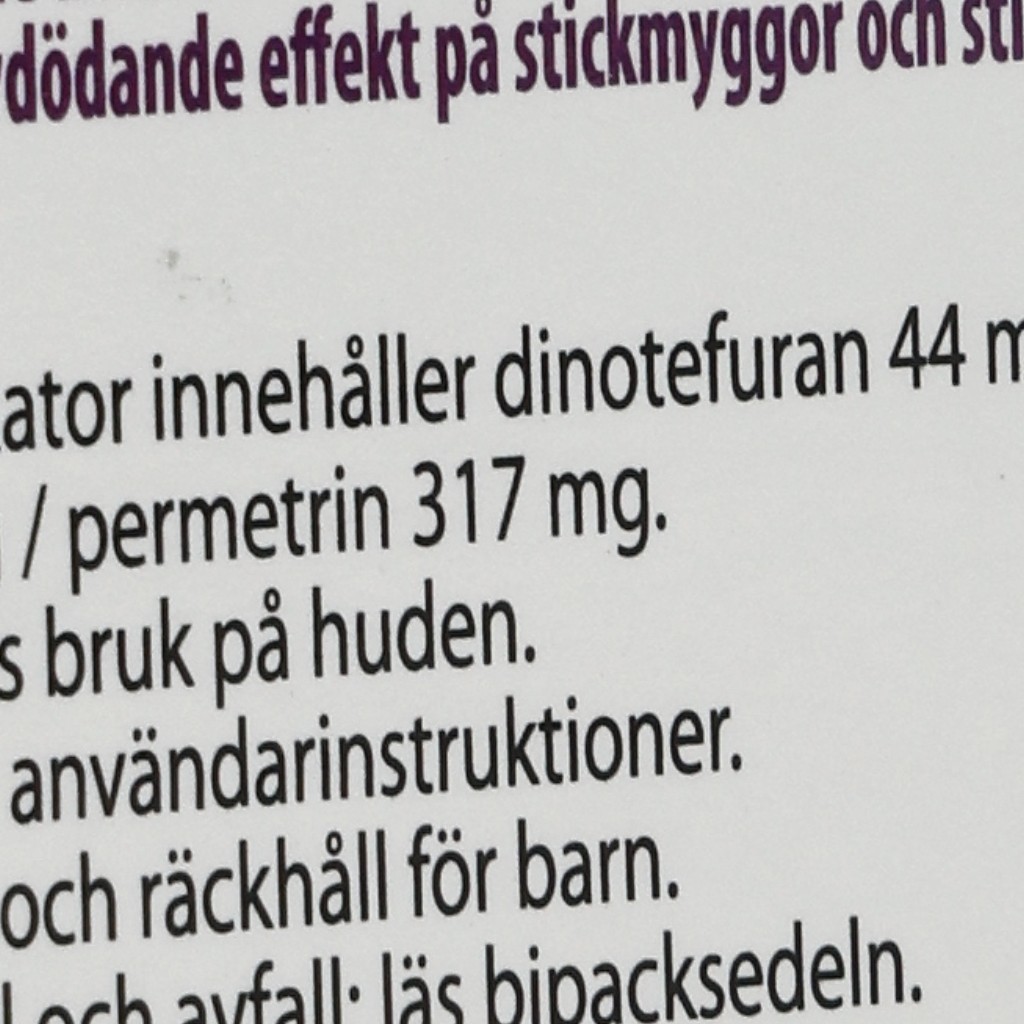 dödande effekt på stickmyggor och
innehåller dinotefuran 44
/ permetrin 317 mg.
bruk på huden.
användarinstruktioner.
och räckhåll för barn.
och avfall: läs bipacksedeln.